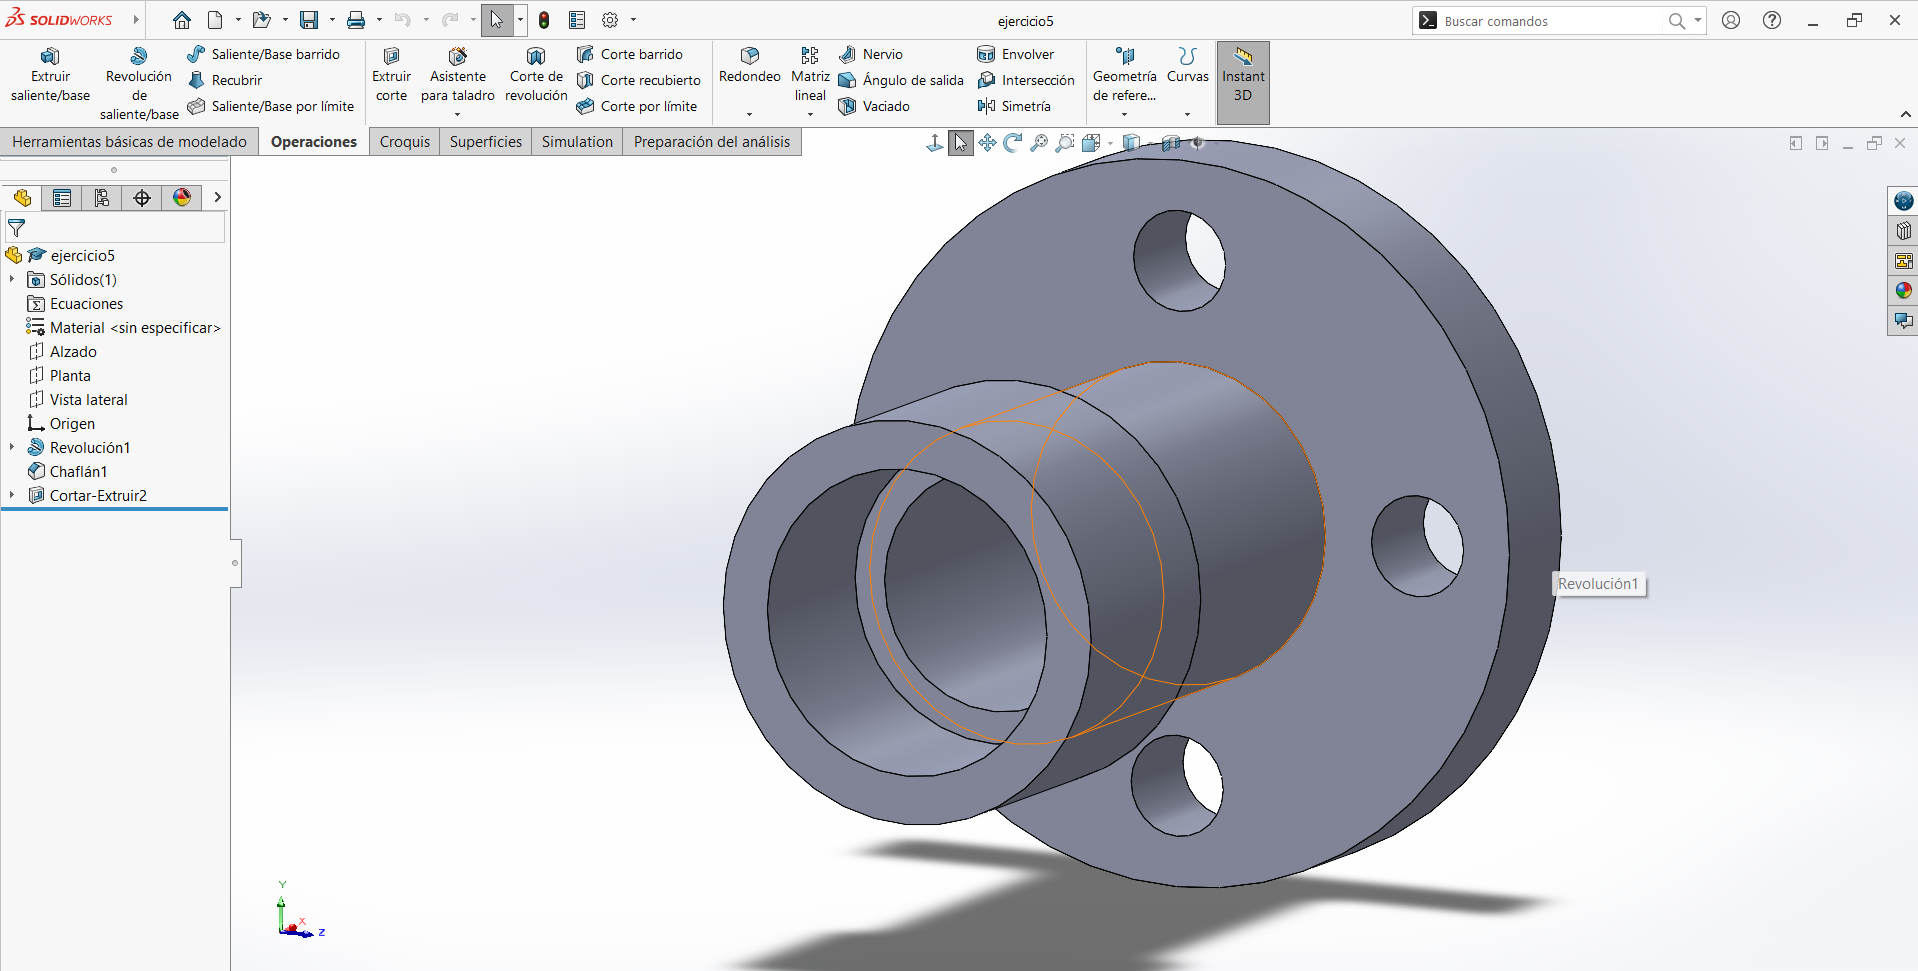 SOLIDWORKS
ejercicio5
Buscar comandos
Extruir
saliente/base
Revolución
de
saliente/base
Saliente/Base barrido
Recubrir
Saliente/Base por límite
Extruir
corte
Asistente
para taladro
Corte de
revolución
Corte barrido
Corte recubierto
Corte por límite
Redondeo
Matriz
lineal
Nervio
Ángulo de salida
Vaciado
Envolver
Intersección
Simetría
Geometría
de refere...
Curvas
Instant
3D
Herramientas básicas de modelado
Operaciones
Croquis
Superficies
Simulation
Preparación del análisis
ejercicio5
Sólidos(1)
Ecuaciones
Material <sin especificar>
Alzado
Planta
Vista lateral
Origen
Revolución1
Chaflán1
Cortar-Extruir2
Revolución1
Y
X
Z